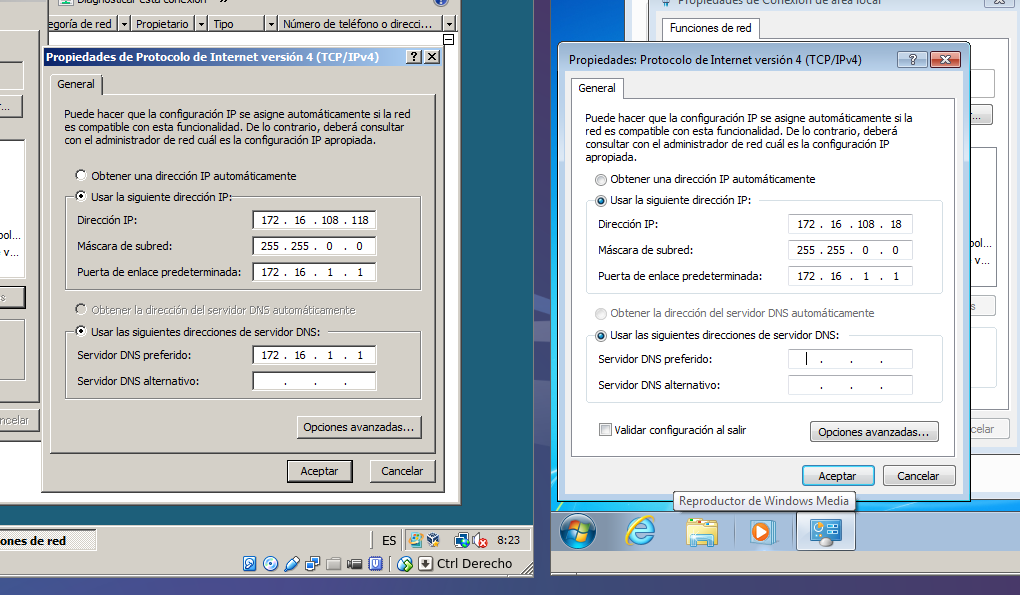 Diagnosticar esta conexión
egoría de red
Propietario
Tipo
Número de teléfono o direcci...
Propiedades de Protocolo de Internet versión 4 (TCP/IPv4)
General
Puede hacer que la configuración IP se asigne automáticamente si la red
es compatible con esta funcionalidad. De lo contrario, deberá consultar
con el administrador de red cuál es la configuración IP apropiada.
Obtener una dirección IP automáticamente
Usar la siguiente dirección IP:
Dirección IP: 172 . 16 . 108 . 118
Máscara de subred: 255 . 255 . 0 . 0
Puerta de enlace predeterminada: 172 . 16 . 1 . 1
Obtener la dirección del servidor DNS automáticamente
Usar las siguientes direcciones de servidor DNS:
Servidor DNS preferido: 172 . 16 . 1 . 1
Servidor DNS alternativo: . . .
Opciones avanzadas...
Aceptar
Cancelar
r...
ool...
e v...
s
ncelar
ones de red
ES
8:23
Ctrl Derecho
Propiedades de Conexión de área local
Funciones de red
Propiedades: Protocolo de Internet versión 4 (TCP/IPv4)
General
Puede hacer que la configuración IP se asigne automáticamente si la
red es compatible con esta funcionalidad. De lo contrario, deberá
consultar con el administrador de red cuál es la configuración IP
apropiada.
Obtener una dirección IP automáticamente
Usar la siguiente dirección IP:
Dirección IP: 172 . 16 . 108 . 18
Máscara de subred: 255 . 255 . 0 . 0
Puerta de enlace predeterminada: 172 . 16 . 1 . 1
Obtener la dirección del servidor DNS automáticamente
Usar las siguientes direcciones de servidor DNS:
Servidor DNS preferido: . . .
Servidor DNS alternativo: . . .
Validar configuración al salir
Opciones avanzadas...
Aceptar
Cancelar
...
ool...
v...
s
celar
Reproductor de Windows Media